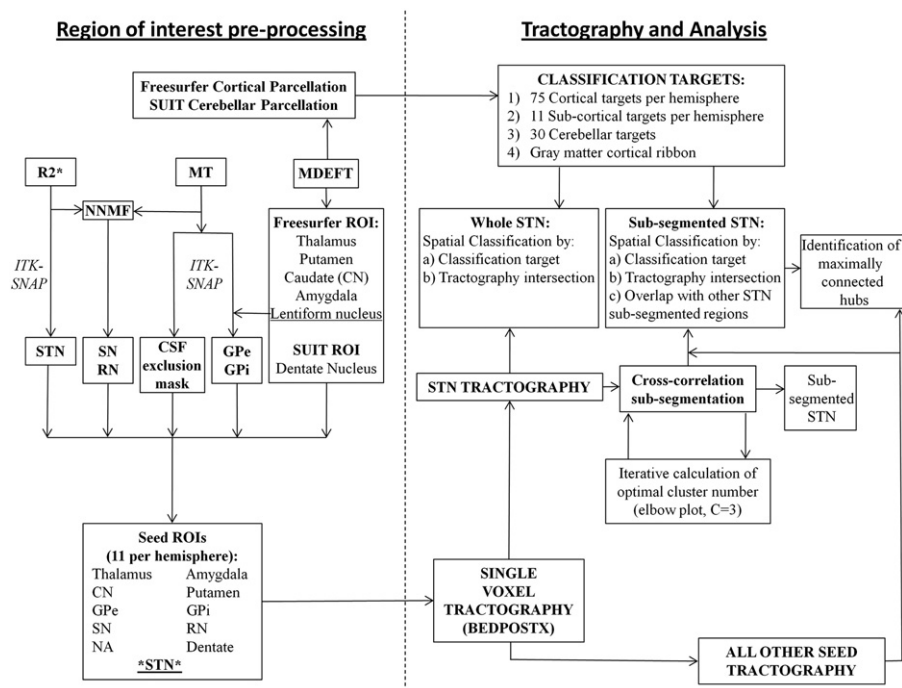 Region of interest pre-processing
Freesurfer Cortical Parcellation
SUIT Cerebellar Parcellation
R2*
MT
MDEFT
NNMF
ITK-
SNAP
ITK-
SNAP
Freesurfer ROI:
Thalamus
Putamen
Caudate (CN)
Amygdala
Lentiform nucleus
SUIT ROI
Dentate Nucleus
STN
SN
RN
CSF
exclusion
mask
GPe
GPi
Seed ROIs
(11 per hemisphere):
Thalamus Amygdala
CN Putamen
GPe GPi
SN RN
NA Dentate
*STN*
Tractography and Analysis
CLASSIFICATION TARGETS:
1) 75 Cortical targets per hemisphere
2) 11 Sub-cortical targets per hemisphere
3) 30 Cerebellar targets
4) Gray matter cortical ribbon
Whole STN:
Spatial Classification by:
a) Classification target
b) Tractography intersection
Sub-segmented STN:
Spatial Classification by:
a) Classification target
b) Tractography intersection
c) Overlap with other STN
sub-segmented regions
Identification of
maximally
connected hubs
STN TRACTOGRAPHY
Cross-correlation
sub-segmentation
Sub-
segmented
STN
Iterative calculation of
optimal cluster number
(elbow plot, C=3)
SINGLE
VOXEL
TRACTOGRAPHY
(BEDPOSTX)
ALL OTHER SEED
TRACTOGRAPHY